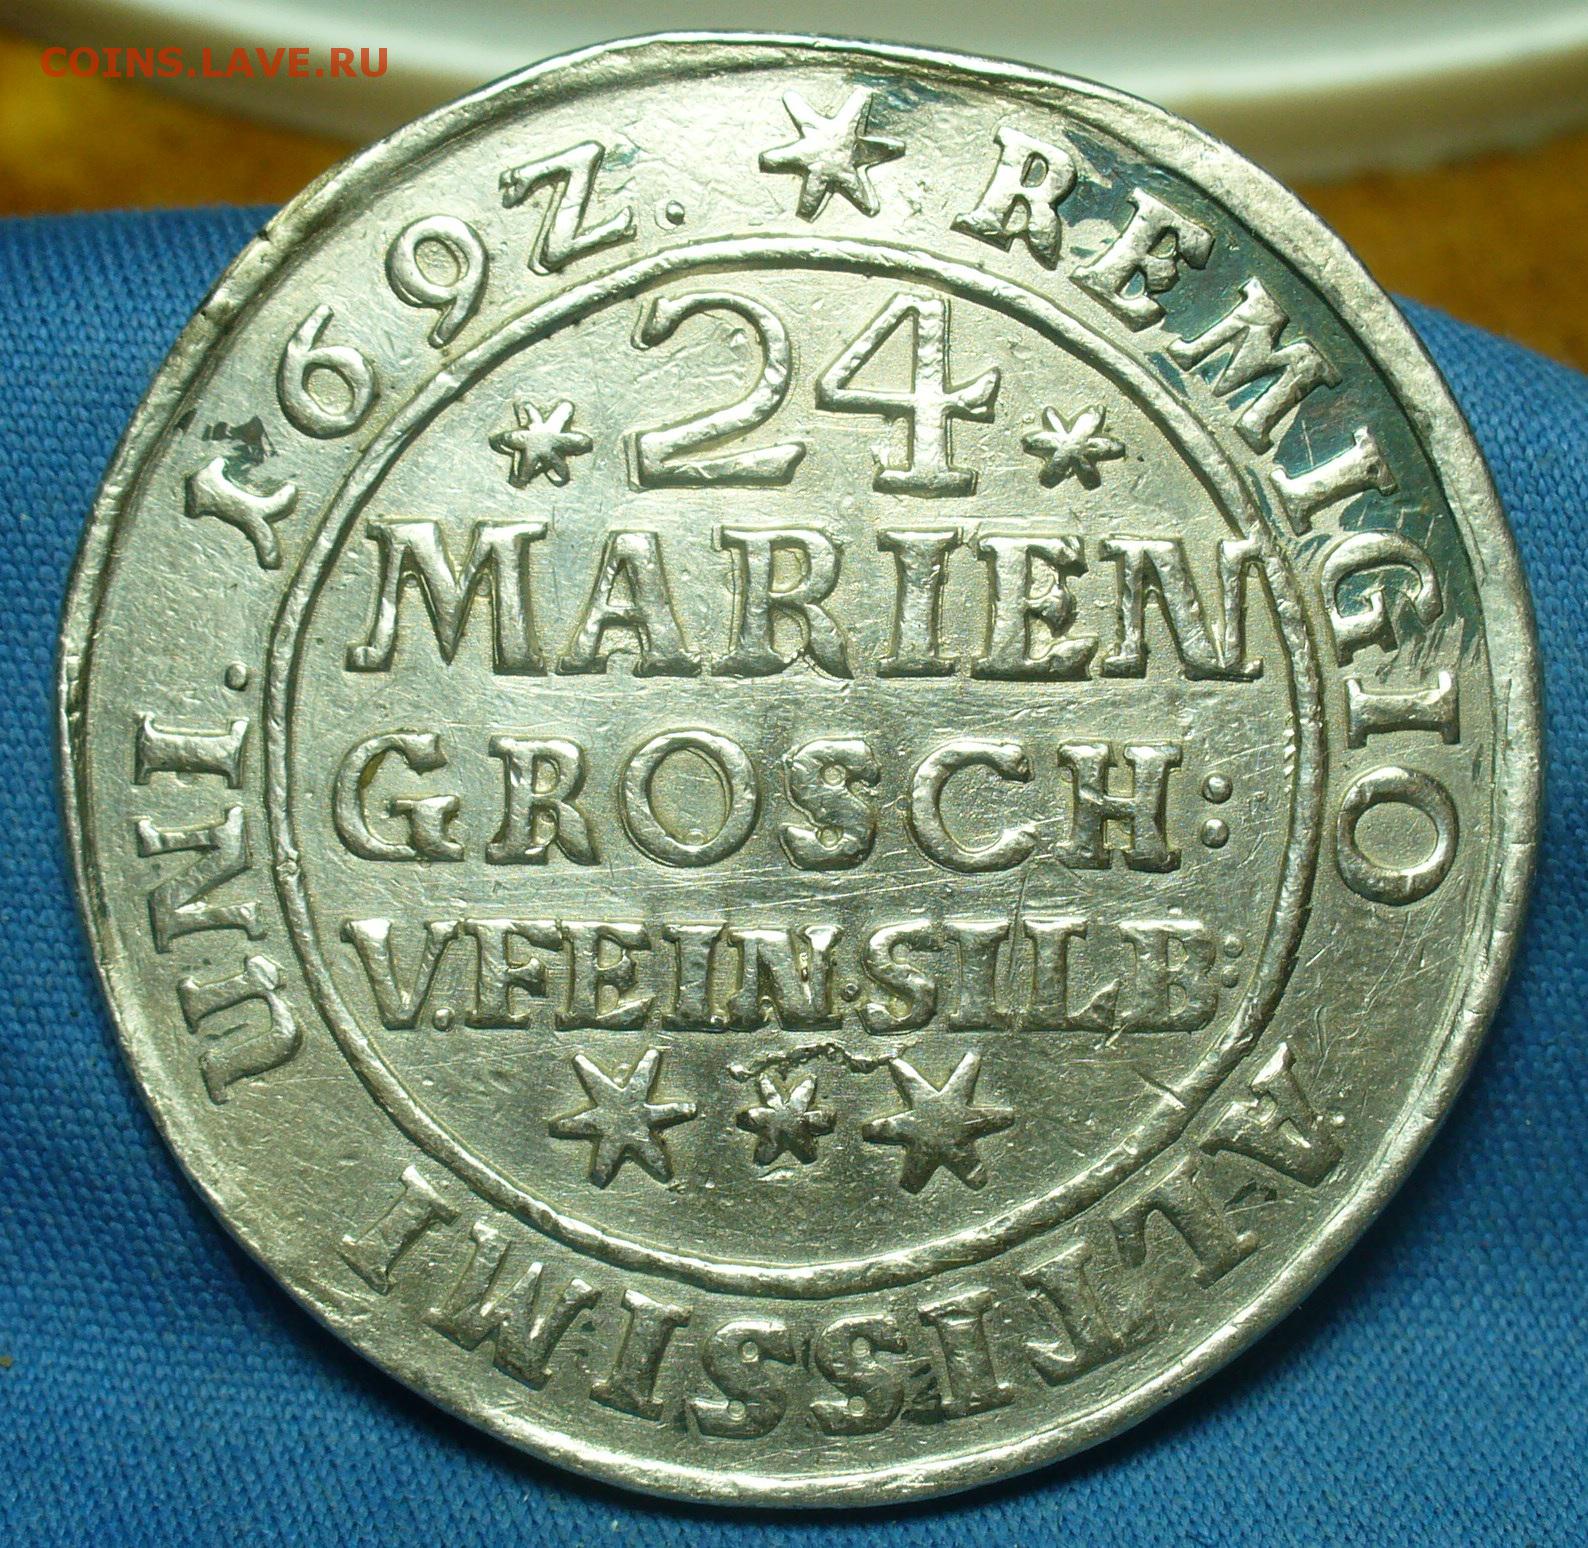 COINS.LAVE.RU
REMIGIO ALTISSIMI UNI. 1692.
24
MARIEN
GROSCH:
V.FEIN.SILB: